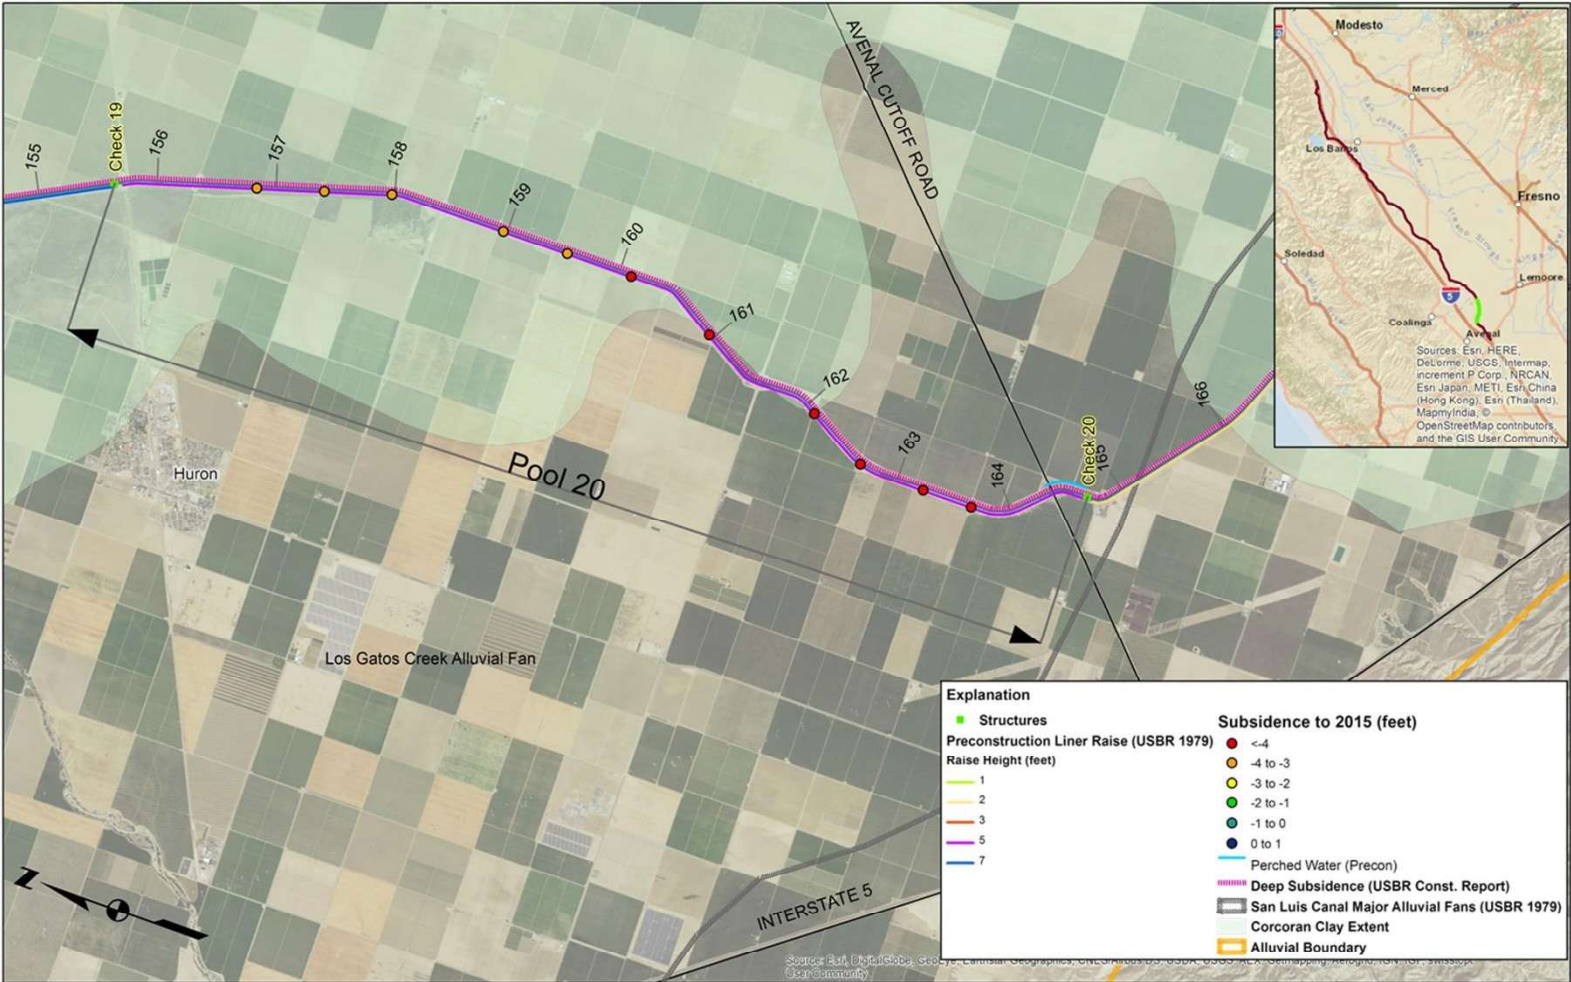 155
Check 19
156
157
158
159
160
161
162
163
164
Check 20
165
166
AVENAL CUTOFF ROAD
Pool 20
Huron
Los Gatos Creek Alluvial Fan
INTERSTATE 5
Z
Modesto
Merced
Los Banos
Fresno
Soledad
Lemoore
5
Coalinga
Avenal
Sources: Esri, HERE,
DeLorme, USGS, Intermap,
increment P Corp., NRCAN,
Esri Japan, METI, Esri China
(Hong Kong), Esri (Thailand),
MapmyIndia, ©
OpenStreetMap contributors,
and the GIS User Community
Explanation
Structures
Preconstruction Liner Raise (USBR 1979)
Raise Height (feet)
1
2
3
5
7
Subsidence to 2015 (feet)
<-4
-4 to -3
-3 to -2
-2 to -1
-1 to 0
0 to 1
Perched Water (Precon)
Deep Subsidence (USBR Const. Report)
San Luis Canal Major Alluvial Fans (USBR 1979)
Corcoran Clay Extent
Alluvial Boundary
Source: Esri, DigitalGlobe, GeoEye,
User Community